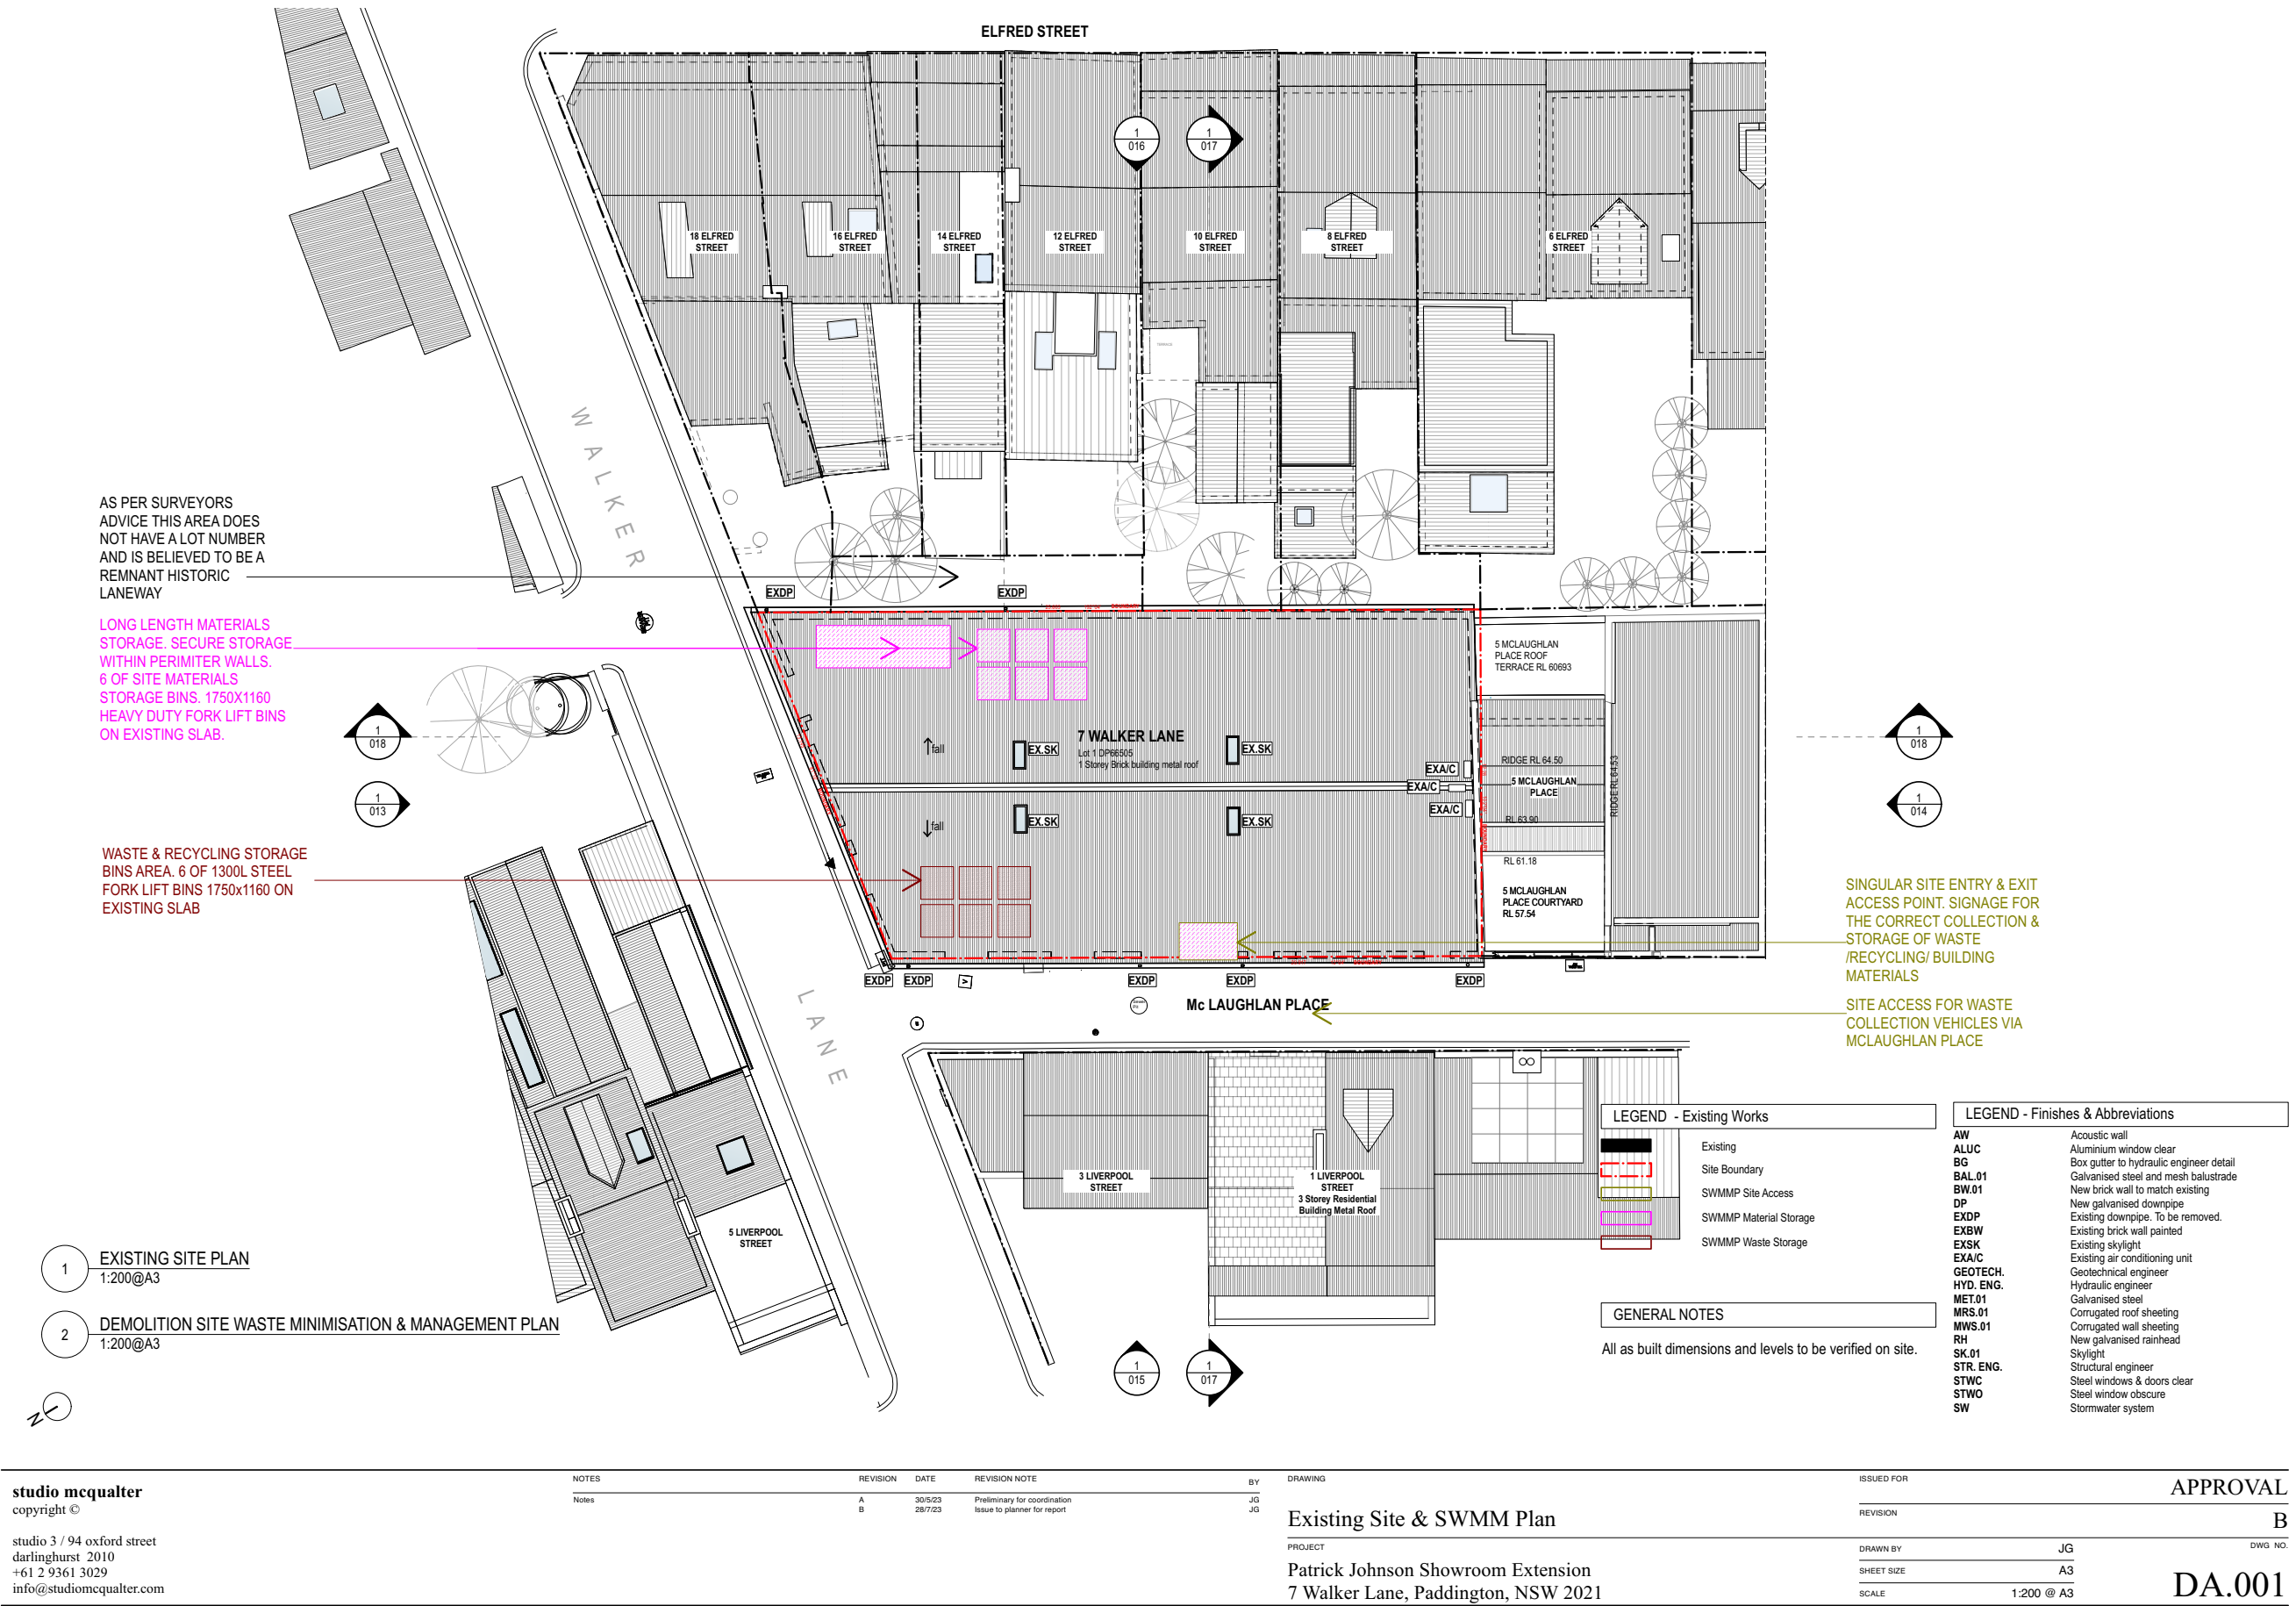 ELFRED STREET
1
016
1
017
18 ELFRED
STREET
16 ELFRED
STREET
14 ELFRED
STREET
12 ELFRED
STREET
10 ELFRED
STREET
8 ELFRED
STREET
6 ELFRED
STREET
TERRACE
WALKER
AS PER SURVEYORS
ADVICE THIS AREA DOES
NOT HAVE A LOT NUMBER
AND IS BELIEVED TO BE A
REMNANT HISTORIC
LANEWAY
LONG LENGTH MATERIALS
STORAGE. SECURE STORAGE
WITHIN PERIMITER WALLS.
6 OF SITE MATERIALS
STORAGE BINS. 1750X1160
HEAVY DUTY FORK LIFT BINS
ON EXISTING SLAB.
EXDP
EXDP
BOUNDARY
5 MCLAUGHLAN
PLACE ROOF
TERRACE RL 60693
1
018
1
013
fall
EX.SK
7 WALKER LANE
Lot 1 DP66505
1 Storey Brick building metal roof
EX.SK
EXA/C
EXA/C
EXA/C
RIDGE RL 64.50
5 MCLAUGHLAN
PLACE
RIDGE RL 64.53
RL 63.90
RL 61.18
5 MCLAUGHLAN
PLACE COURTYARD
RL 57.54
1
018
1
014
fall
EX.SK
EX.SK
WASTE & RECYCLING STORAGE
BINS AREA. 6 OF 1300L STEEL
FORK LIFT BINS 1750x1160 ON
EXISTING SLAB
SINGULAR SITE ENTRY & EXIT
ACCESS POINT. SIGNAGE FOR
THE CORRECT COLLECTION &
STORAGE OF WASTE
/RECYCLING/ BUILDING
MATERIALS
EXDP
EXDP
V
EXDP
EXDP
EXDP
Mc LAUGHLAN PLACE
SITE ACCESS FOR WASTE
COLLECTION VEHICLES VIA
MCLAUGHLAN PLACE
LANE
3 LIVERPOOL
STREET
1 LIVERPOOL
STREET
3 Storey Residential
Building Metal Roof
5 LIVERPOOL
STREET
1
015
1
017
LEGEND - Existing Works
Existing
Site Boundary
SWMMP Site Access
SWMMP Material Storage
SWMMP Waste Storage
GENERAL NOTES
All as built dimensions and levels to be verified on site.
LEGEND - Finishes & Abbreviations
AW Acoustic wall
ALUC Aluminium window clear
BG Box gutter to hydraulic engineer detail
BAL.01 Galvanised steel and mesh balustrade
BW.01 New brick wall to match existing
DP New galvanised downpipe
EXDP Existing downpipe. To be removed.
EXBW Existing brick wall painted
EXSK Existing skylight
EXA/C Existing air conditioning unit
GEOTECH. Geotechnical engineer
HYD. ENG. Hydraulic engineer
MET.01 Galvanised steel
MRS.01 Corrugated roof sheeting
MWS.01 Corrugated wall sheeting
RH New galvanised rainhead
SK.01 Skylight
STR. ENG. Structural engineer
STWC Steel windows & doors clear
STWO Steel window obscure
SW Stormwater system
1 EXISTING SITE PLAN
1:200@A3
2 DEMOLITION SITE WASTE MINIMISATION & MANAGEMENT PLAN
1:200@A3
N
studio mcqualter
copyright ©
studio 3 / 94 oxford street
darlinghurst 2010
+61 2 9361 3029
info@studiomcqualter.com
NOTES
Notes
REVISION DATE REVISION NOTE BY
A 30/5/23 Preliminary for coordination JG
B 28/7/23 Issue to planner for report JG
DRAWING
Existing Site & SWMM Plan
PROJECT
Patrick Johnson Showroom Extension
7 Walker Lane, Paddington, NSW 2021
ISSUED FOR APPROVAL
REVISION B
DRAWN BY JG
SHEET SIZE A3
SCALE 1:200 @ A3
DWG NO.
DA.001